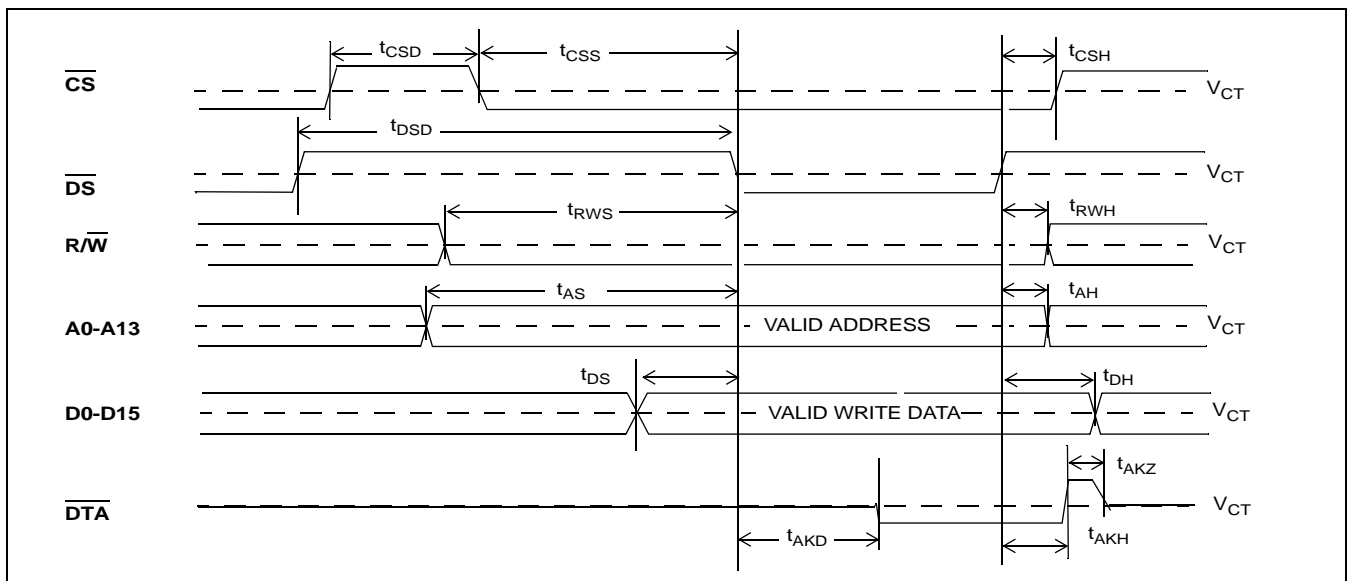 tCSD
tCSS
tCSH
CS
VCT
tDSD
DS
VCT
tRWS
tRWH
R/W
VCT
tAS
tAH
A0-A13
VALID ADDRESS
VCT
tDS
tDH
D0-D15
VALID WRITE DATA
VCT
tAKZ
DTA
VCT
tAKD
tAKH